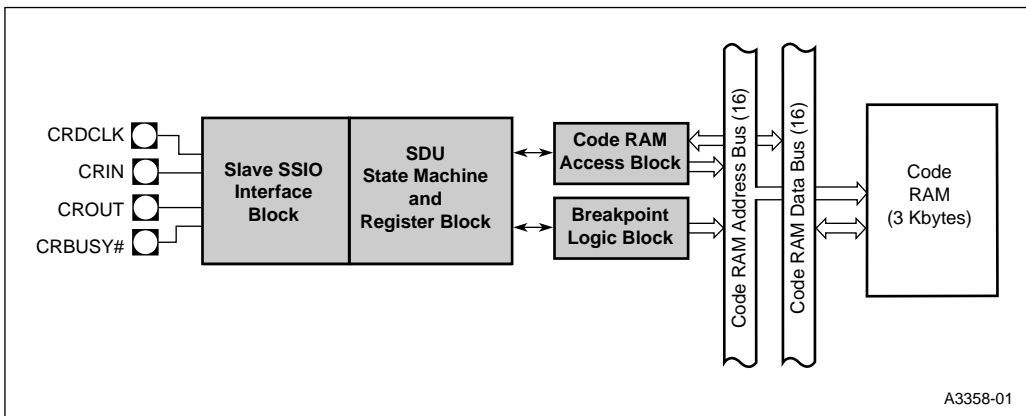 CRDCLK
CRIN
CROUT
CRBUSY#
Slave SSIO
Interface
Block
SDU
State Machine
and
Register Block
Code RAM
Access Block
Breakpoint
Logic Block
Code RAM Address Bus (16)
Code RAM Data Bus (16)
Code
RAM
(3 Kbytes)
A3358-01